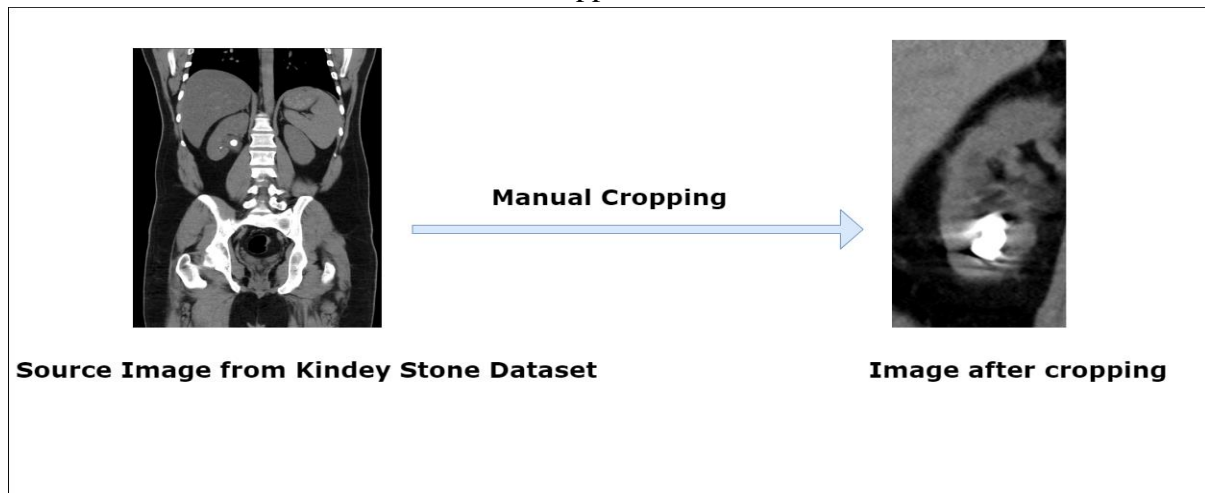 Manual Cropping
Source Image from Kindey Stone Dataset
Image after cropping